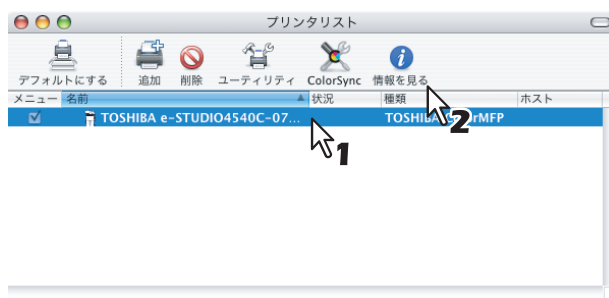 プリンタリスト
デフォルトにする 追加 削除 ユーティリティ ColorSync 情報を見る
メニュー 名前 状況 種類 ホスト
TOSHIBA e-STUDIO4540C-07... TOSHIBA rMFP
1
2